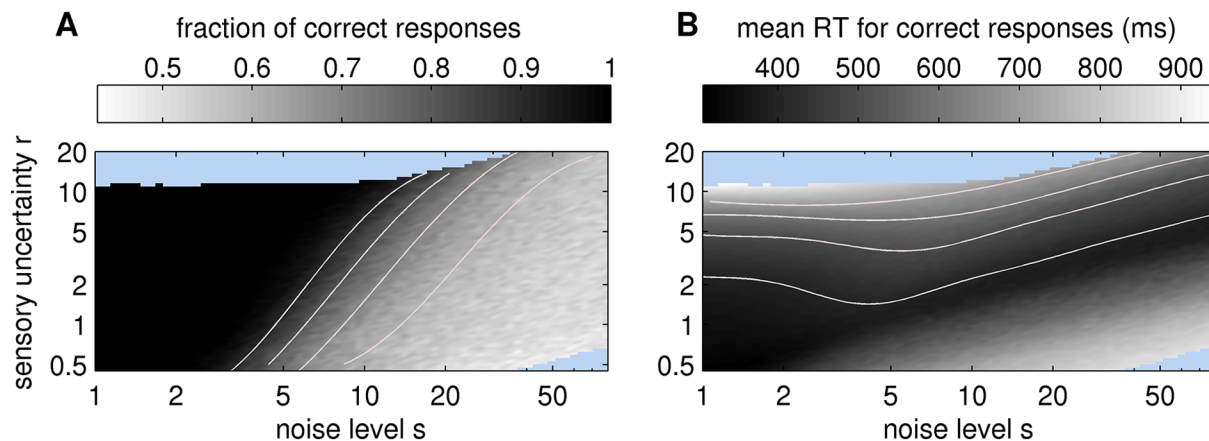 A fraction of correct responses
0.5 0.6 0.7 0.8 0.9 1
sensory uncertainty r
20
10
5
2
1
0.5
1 2 5 10 20 50
noise level s
B mean RT for correct responses (ms)
400 500 600 700 800 900
20
10
5
2
1
0.5
1 2 5 10 20 50
noise level s